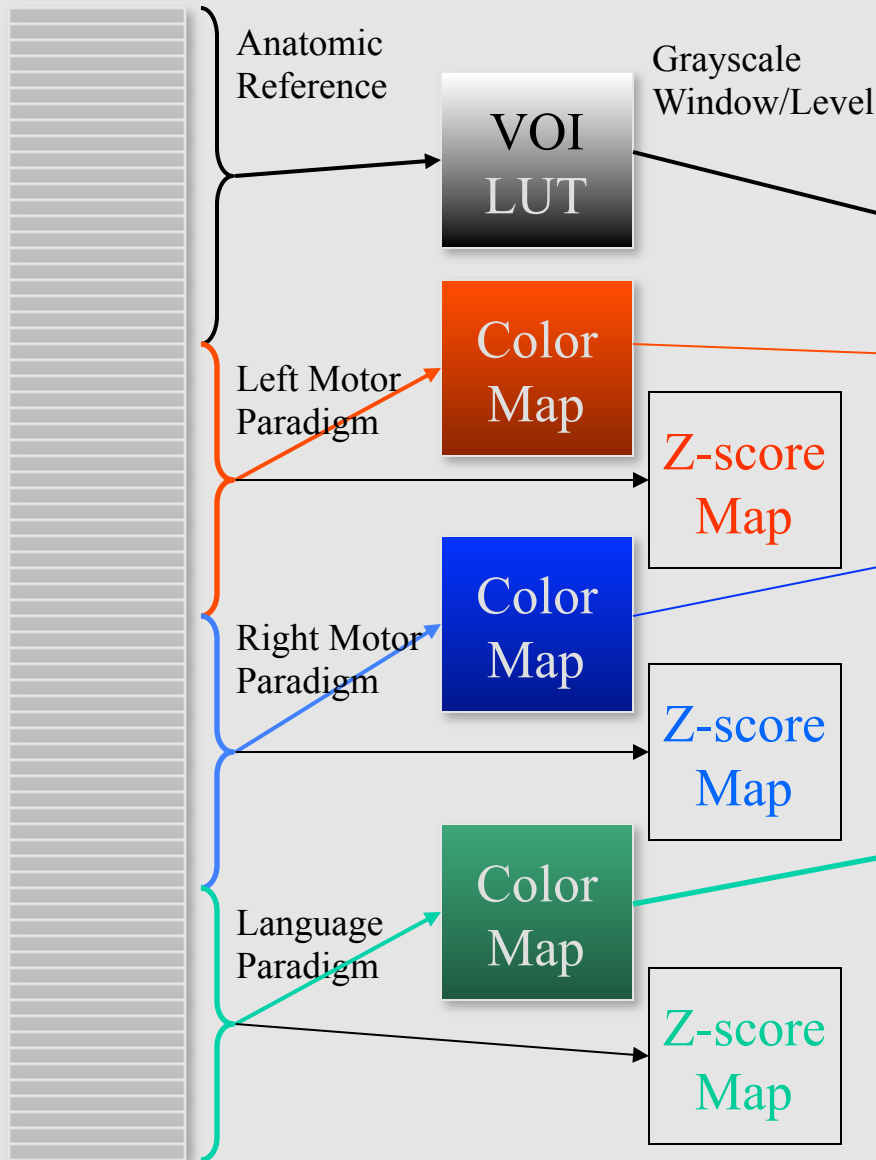 Anatomic
Reference
Grayscale
Window/Level
VOI
LUT
Left Motor
Paradigm
Color
Map
Z-score
Map
Right Motor
Paradigm
Color
Map
Z-score
Map
Language
Paradigm
Color
Map
Z-score
Map